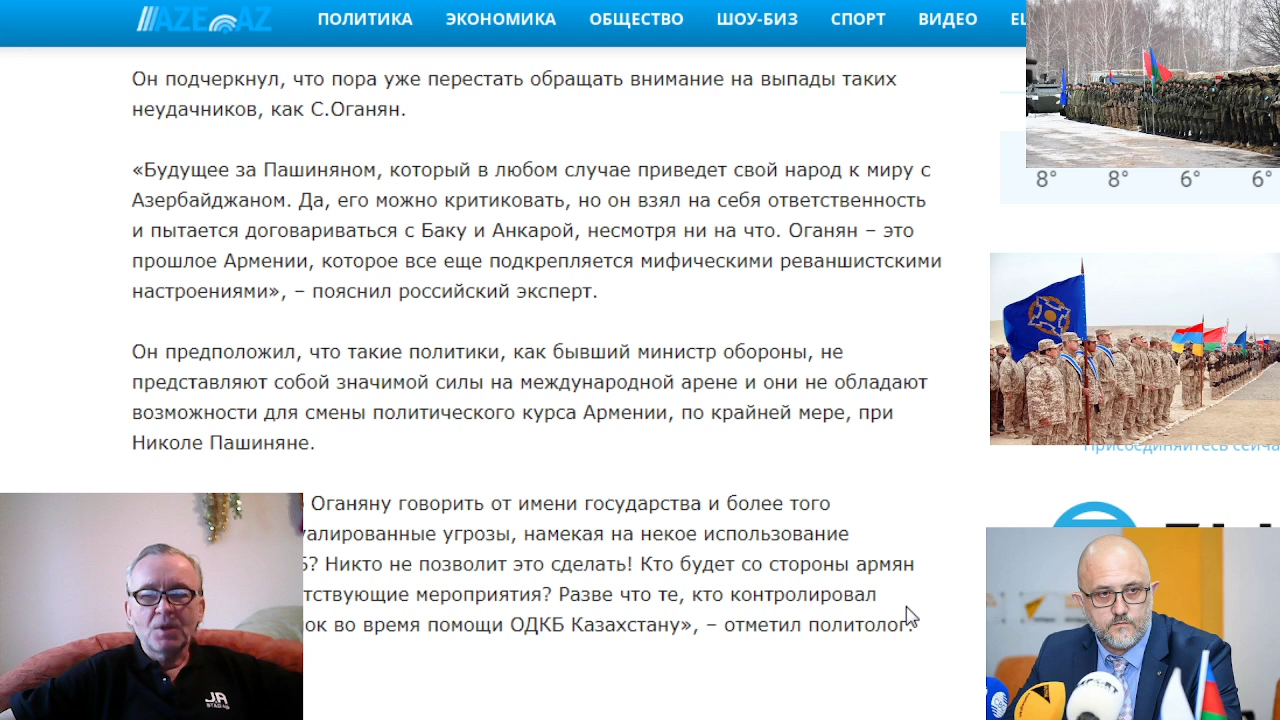 AZE AZ
ПОЛИТИКА ЭКОНОМИКА ОБЩЕСТВО ШОУ-БИЗ СПОРТ ВИДЕО
Он подчеркнул, что пора уже перестать обращать внимание на выпады таких
неудачников, как С.Оганян.
«Будущее за Пашиняном, который в любом случае приведет свой народ к миру с
Азербайджаном. Да, его можно критиковать, но он взял на себя ответственность
и пытается договариваться с Баку и Анкарой, несмотря ни на что. Оганян – это
прошлое Армении, которое все еще подкрепляется мифическими реваншистскими
настроениями», – пояснил российский эксперт.
Он предположил, что такие политики, как бывший министр обороны, не
представляют собой значимой силы на международной арене и они не обладают
возможности для смены политического курса Армении, по крайней мере, при
Николе Пашиняне.
Оганяну говорить от имени государства и более того
уалированные угрозы, намекая на некое использование
Б? Никто не позволит это сделать! Кто будет со стороны армян
тствующие мероприятия? Разве что те, кто контролировал
ок во время помощи ОДКБ Казахстану», – отметил политолог.
8° 8° 6° 6°
Присоединяйтесь сейча
JA